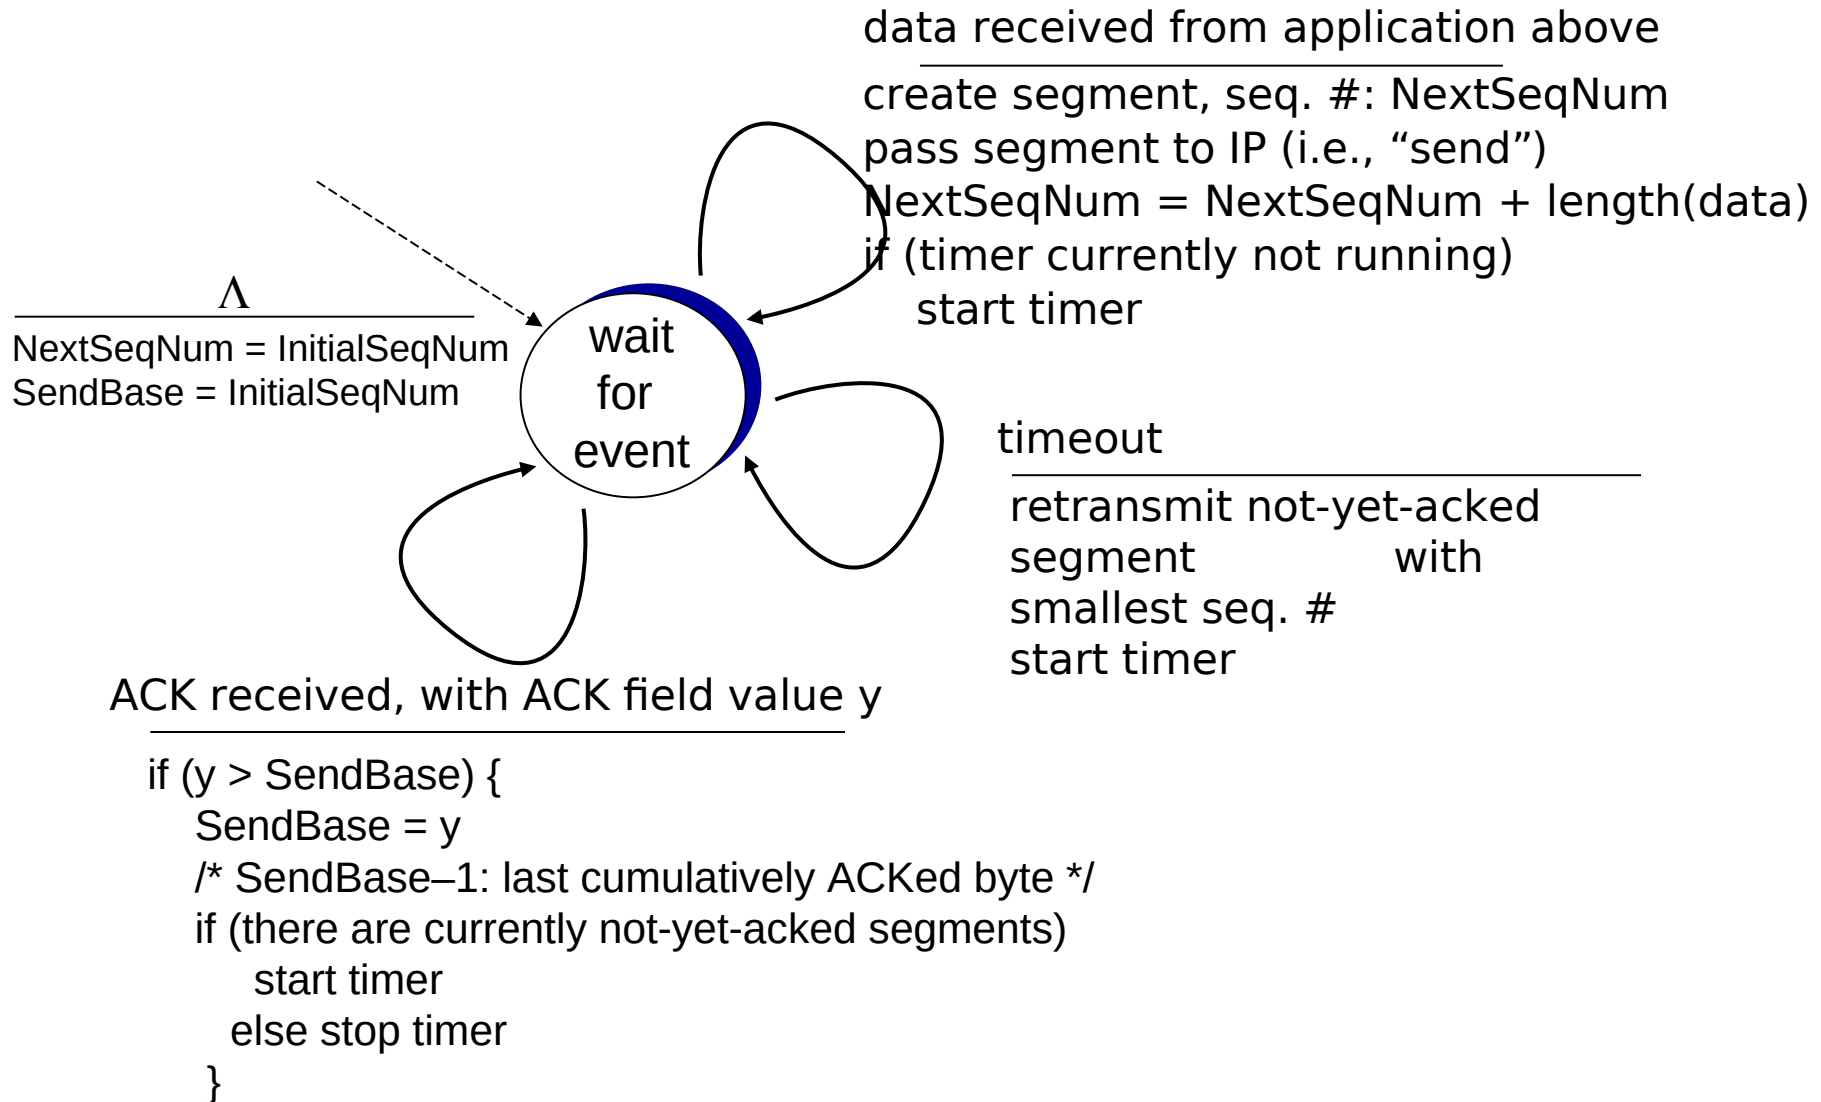 data received from application above
create segment, seq. #: NextSeqNum
pass segment to IP (i.e., “send”)
NextSeqNum = NextSeqNum + length(data)
if (timer currently not running)
start timer
Λ
NextSeqNum = InitialSeqNum
SendBase = InitialSeqNum
wait
for
event
timeout
retransmit not-yet-acked
segment with
smallest seq. #
start timer
ACK received, with ACK field value y
if (y > SendBase) {
SendBase = y
/* SendBase–1: last cumulatively ACKed byte */
if (there are currently not-yet-acked segments)
start timer
else stop timer
}